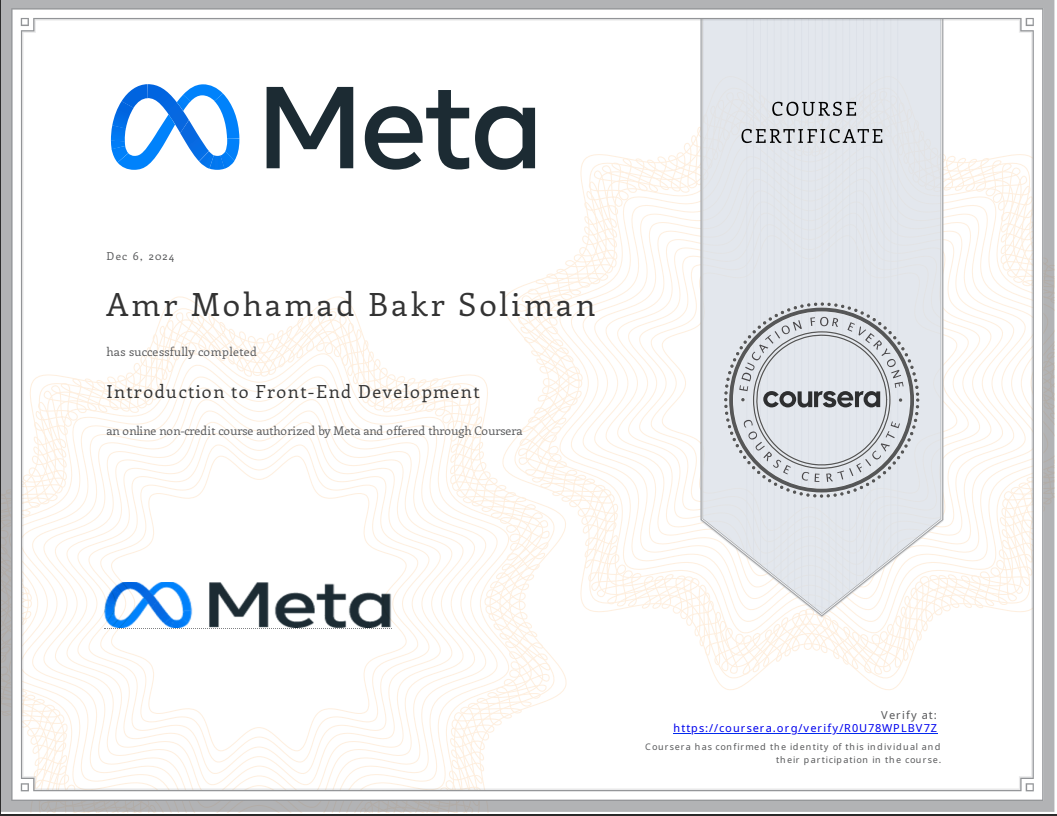 Meta
COURSE
CERTIFICATE
Dec 6, 2024
Amr Mohamad Bakr Soliman
has successfully completed
Introduction to Front-End Development
an online non-credit course authorized by Meta and offered through Coursera
EDUCATION FOR EVERYONE
coursera
COURSE CERTIFICATE
Meta
Verify at:
https://coursera.org/verify/R0U78WPLBV7Z
Coursera has confirmed the identity of this individual and
their participation in the course.